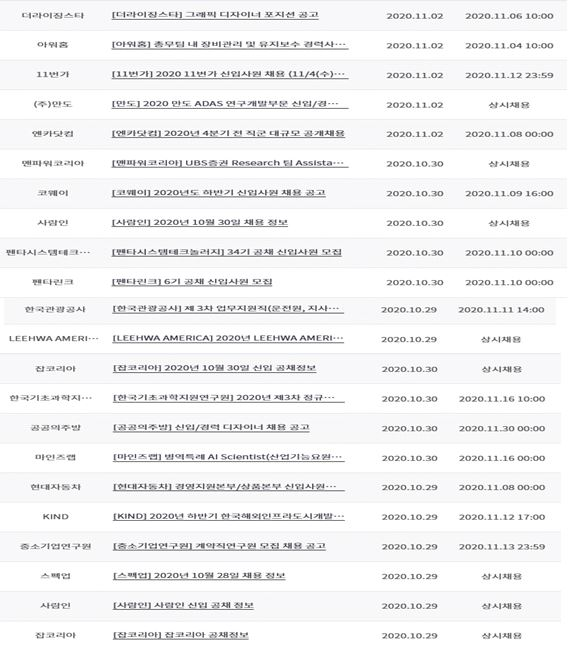 더라이징스타 [더라이징스타] 그래픽 디자이너 포지션 공고 2020.11.02 2020.11.06 10:00
아워홈 [아워홈] 총무팀 내 장비관리 및 유지보수 경력사··· 2020.11.02 2020.11.04 10:00
11번가 [11번가] 2020 11번가 신입사원 채용 (11/4(수)··· 2020.11.02 2020.11.12 23:59
(주)만도 [만도] 2020 만도 ADAS 연구개발부문 신입/경··· 2020.11.02 상시채용
엔카닷컴 [엔카닷컴] 2020년 4분기 전 직군 대규모 공개채용 2020.11.02 2020.11.08 00:00
맨파워코리아 [맨파워코리아] UBS증권 Research 팀 Assista··· 2020.10.30 상시채용
코웨이 [코웨이] 2020년도 하반기 신입사원 채용 공고 2020.10.30 2020.11.09 16:00
사람인 [사람인] 2020년 10월 30일 채용 정보 2020.10.30 상시채용
펜타시스템테크··· [펜타시스템테크놀러지] 34기 공채 신입사원 모집 2020.10.30 2020.11.10 00:00
펜타린크 [펜타린크] 6기 공채 신입사원 모집 2020.10.30 2020.11.10 00:00
한국관광공사 [한국관광공사] 제 3차 업무지원직(운전원, 지사··· 2020.10.29 2020.11.11 14:00
LEEHWA AMERI··· [LEEHWA AMERICA] 2020년 LEEHWA AMERI··· 2020.10.29 상시채용
잡코리아 [잡코리아] 2020년 10월 30일 신입 공채정보 2020.10.30 상시채용
한국기초과학지··· [한국기초과학지원연구원] 2020년 제3차 정규··· 2020.10.30 2020.11.16 10:00
공공의주방 [공공의주방] 신입/경력 디자이너 채용 공고 2020.10.30 2020.11.30 00:00
마인즈랩 [마인즈랩] 병역특례 AI Scientist(산업기능요원··· 2020.10.30 2020.11.16 00:00
현대자동차 [현대자동차] 경영지원본부/상품본부 신입사원··· 2020.10.29 2020.11.08 00:00
KIND [KIND] 2020년 하반기 한국해외인프라도시개발··· 2020.10.29 2020.11.12 17:00
중소기업연구원 [중소기업연구원] 계약직연구원 모집 채용 공고 2020.10.29 2020.11.13 23:59
스펙업 [스펙업] 2020년 10월 28일 채용 정보 2020.10.29 상시채용
사람인 [사람인] 사람인 신입 공채 정보 2020.10.29 상시채용
잡코리아 [잡코리아] 잡코리아 공채정보 2020.10.29 상시채용